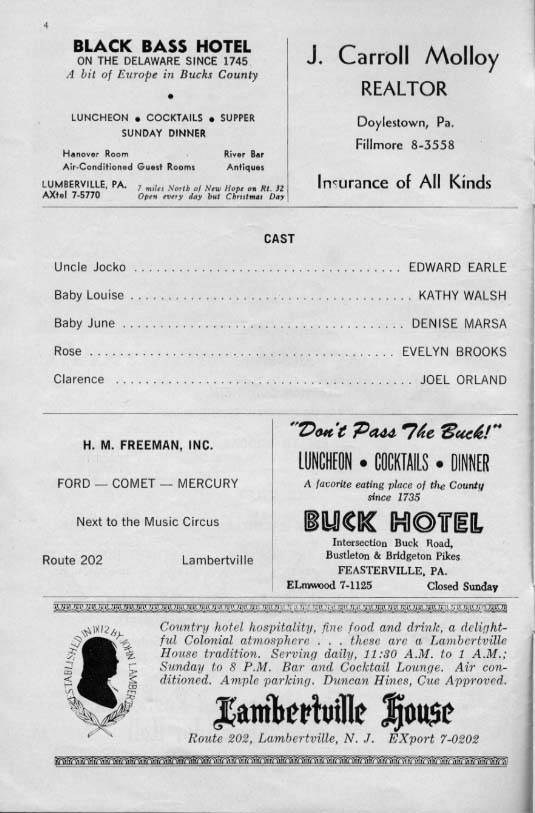 4
BLACK BASS HOTEL
ON THE DELAWARE SINCE 1745
A bit of Europe in Bucks County
•
LUNCHEON • COCKTAILS • SUPPER
SUNDAY DINNER
Hanover Room River Bar
Air-Conditioned Guest Rooms Antiques
LUMBERVILLE, PA. 7 miles North of New Hope on Rt. 32
AXtel 7-5770 Open every day but Christmas Day
J. Carroll Molloy
REALTOR
Doylestown, Pa.
Fillmore 8-3558
Insurance of All Kinds
CAST
Uncle Jocko . . . . . . . . . . . . . . . . . . . . . . . . . . . . . . . . . . EDWARD EARLE
Baby Louise . . . . . . . . . . . . . . . . . . . . . . . . . . . . . . . . . . . . KATHY WALSH
Baby June . . . . . . . . . . . . . . . . . . . . . . . . . . . . . . . . . . . . . DENISE MARSA
Rose . . . . . . . . . . . . . . . . . . . . . . . . . . . . . . . . . . . . . . . EVELYN BROOKS
Clarence . . . . . . . . . . . . . . . . . . . . . . . . . . . . . . . . . . . . . . JOEL ORLAND
H. M. FREEMAN, INC.
FORD — COMET — MERCURY
Next to the Music Circus
Route 202 Lambertville
"Don't Pass The Buck!"
LUNCHEON • COCKTAILS • DINNER
A favorite eating place of the County
since 1735
BUCK HOTEL
Intersection Buck Road,
Bustleton & Bridgeton Pikes
FEASTERVILLE, PA.
ELmwood 7-1125 Closed Sunday
ESTABLISHED IN 1812 BY JOHN LAMBERT
Country hotel hospitality, fine food and drink, a delight-
ful Colonial atmosphere . . . these are a Lambertville
House tradition. Serving daily, 11:30 A.M. to 1 A.M.;
Sunday to 8 P.M. Bar and Cocktail Lounge. Air con-
ditioned. Ample parking. Duncan Hines, Cue Approved.
Lambertville House
Route 202, Lambertville, N. J. EXport 7-0202